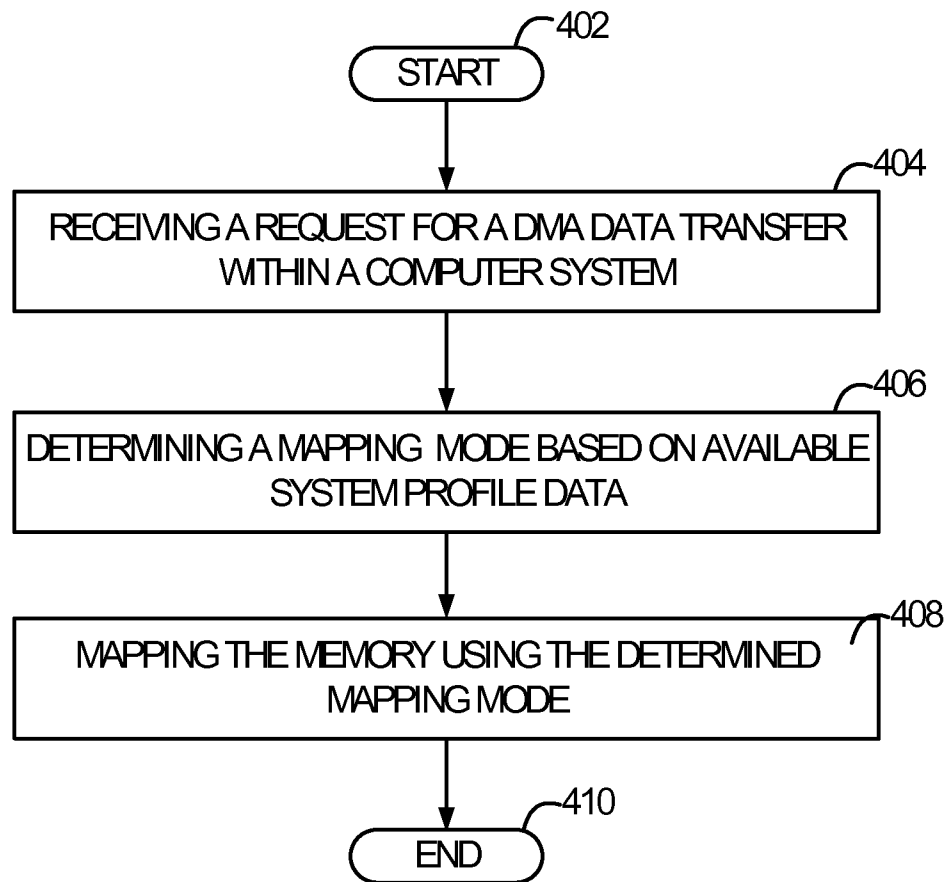 402
START
404
RECEIVING A REQUEST FOR A DMA DATA TRANSFER
WITHIN A COMPUTER SYSTEM
406
DETERMINING A MAPPING MODE BASED ON AVAILABLE
SYSTEM PROFILE DATA
408
MAPPING THE MEMORY USING THE DETERMINED
MAPPING MODE
410
END